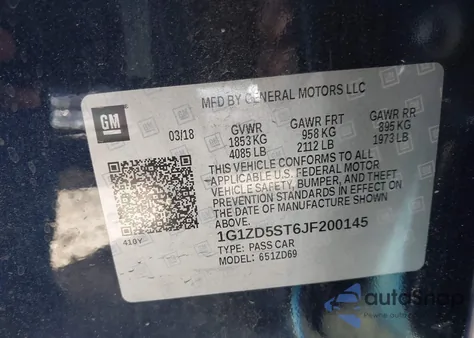 MFD BY GENERAL MOTORS LLC
GM
03/18
GVWR
1853 KG
4085 LB
GAWR FRT
958 KG
2112 LB
GAWR RR
895 KG
1973 LB
THIS VEHICLE CONFORMS TO ALL
APPLICABLE U.S. FEDERAL MOTOR
VEHICLE SAFETY, BUMPER, AND THEFT
PREVENTION STANDARDS IN EFFECT ON
THE DATE OF MANUFACTURE SHOWN
ABOVE.
1G1ZD5ST6JF200145
TYPE: PASS CAR
MODEL: 651ZD69
410Y
autoSnap